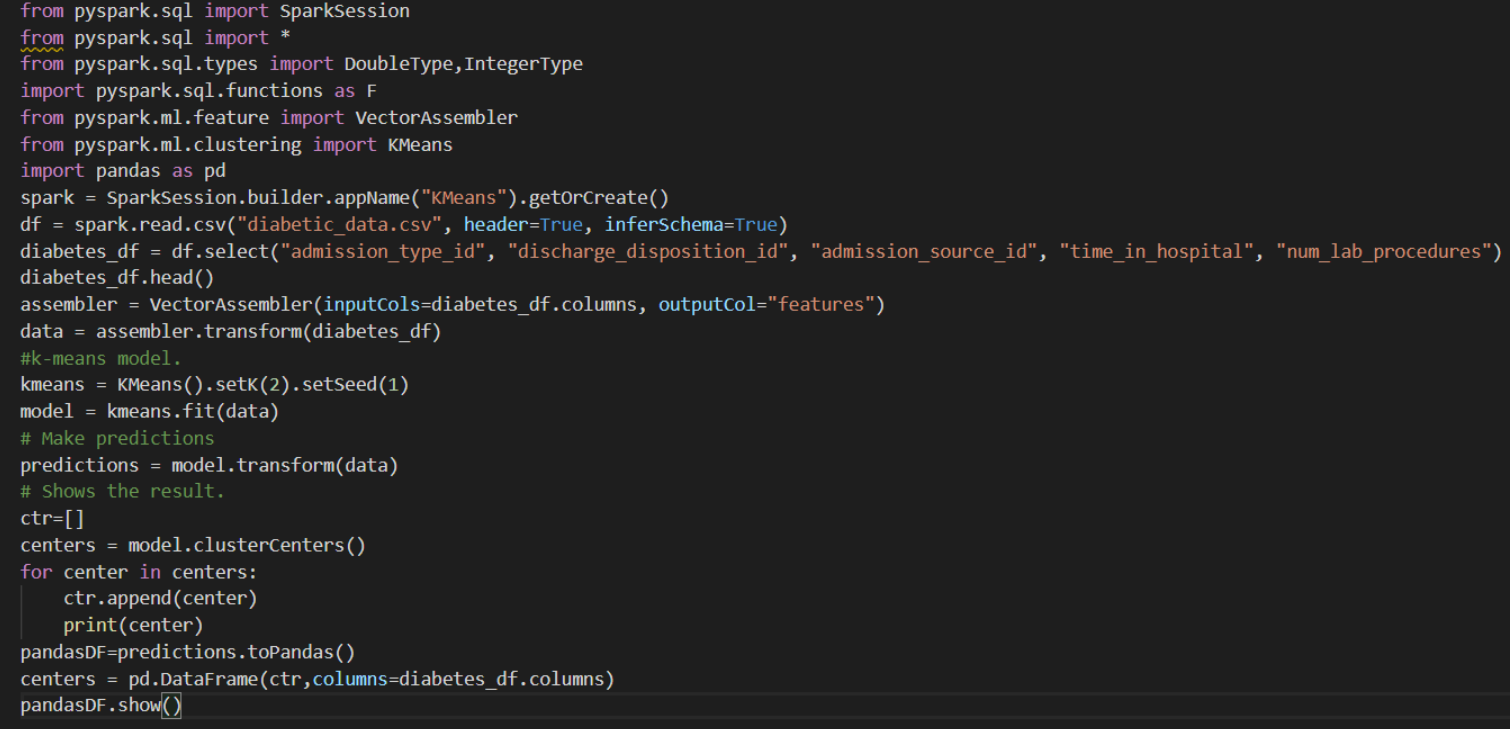 from pyspark.sql import SparkSession
from pyspark.sql import *
from pyspark.sql.types import DoubleType,IntegerType
import pyspark.sql.functions as F
from pyspark.ml.feature import VectorAssembler
from pyspark.ml.clustering import KMeans
import pandas as pd
spark = SparkSession.builder.appName("KMeans").getOrCreate()
df = spark.read.csv("diabetic_data.csv", header=True, inferSchema=True)
diabetes_df = df.select("admission_type_id", "discharge_disposition_id", "admission_source_id", "time_in_hospital", "num_lab_procedures")
diabetes_df.head()
assembler = VectorAssembler(inputCols=diabetes_df.columns, outputCol="features")
data = assembler.transform(diabetes_df)
#k-means model.
kmeans = KMeans().setK(2).setSeed(1)
model = kmeans.fit(data)
# Make predictions
predictions = model.transform(data)
# Shows the result.
ctr=[]
centers = model.clusterCenters()
for center in centers:
    ctr.append(center)
    print(center)
pandasDF=predictions.toPandas()
centers = pd.DataFrame(ctr,columns=diabetes_df.columns)
pandasDF.show()